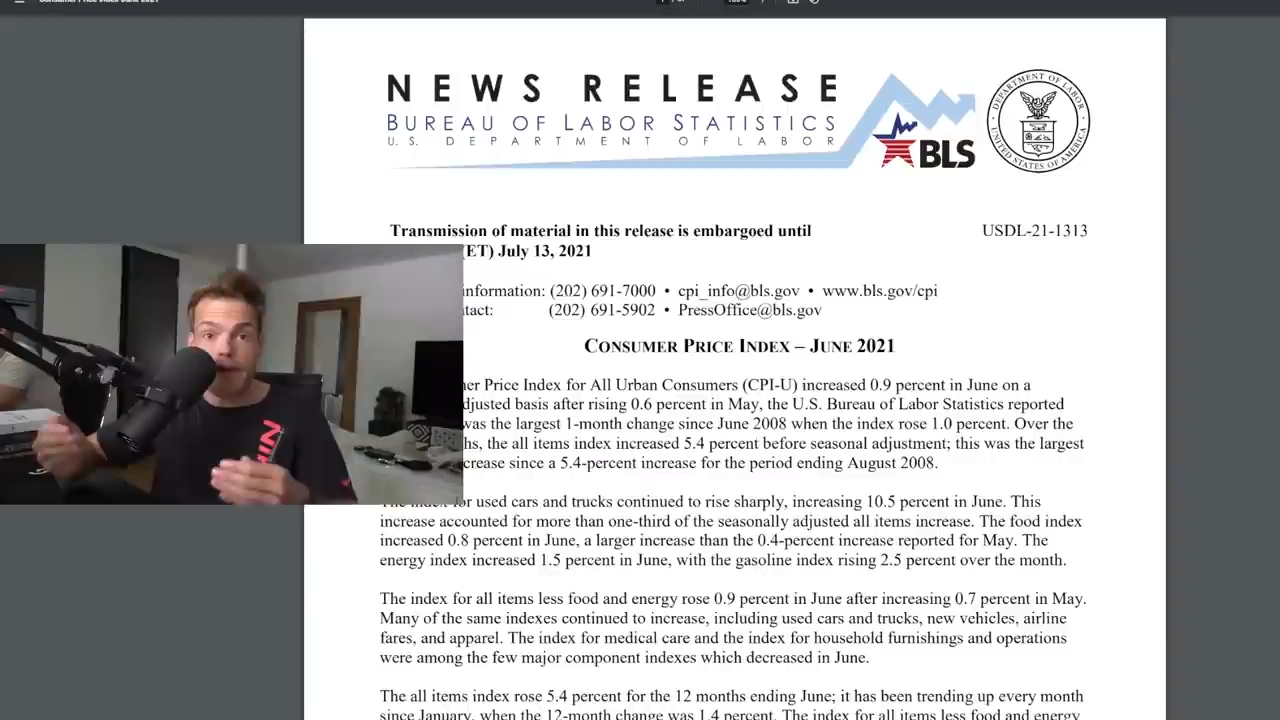 Consumer Price Index June 2021
NEWS RELEASE
BUREAU OF LABOR STATISTICS
U.S. DEPARTMENT OF LABOR
BLS
DEPARTMENT OF LABOR
UNITED STATES OF AMERICA
Transmission of material in this release is embargoed until
USDL-21-1313
(ET) July 13, 2021
information: (202) 691-7000 • cpi_info@bls.gov • www.bls.gov/cpi
(202) 691-5902 • PressOffice@bls.gov
CONSUMER PRICE INDEX – JUNE 2021
Price Index for All Urban Consumers (CPI-U) increased 0.9 percent in June on a
adjusted basis after rising 0.6 percent in May, the U.S. Bureau of Labor Statistics reported
was the largest 1-month change since June 2008 when the index rose 1.0 percent. Over the
the all items index increased 5.4 percent before seasonal adjustment; this was the largest
since a 5.4-percent increase for the period ending August 2008.
The index for used cars and trucks continued to rise sharply, increasing 10.5 percent in June. This
increase accounted for more than one-third of the seasonally adjusted all items increase. The food index
increased 0.8 percent in June, a larger increase than the 0.4-percent increase reported for May. The
energy index increased 1.5 percent in June, with the gasoline index rising 2.5 percent over the month.
The index for all items less food and energy rose 0.9 percent in June after increasing 0.7 percent in May.
Many of the same indexes continued to increase, including used cars and trucks, new vehicles, airline
fares, and apparel. The index for medical care and the index for household furnishings and operations
were among the few major component indexes which decreased in June.
The all items index rose 5.4 percent for the 12 months ending June; it has been trending up every month
since January, when the 12-month change was 1.4 percent. The index for all items less food and energy